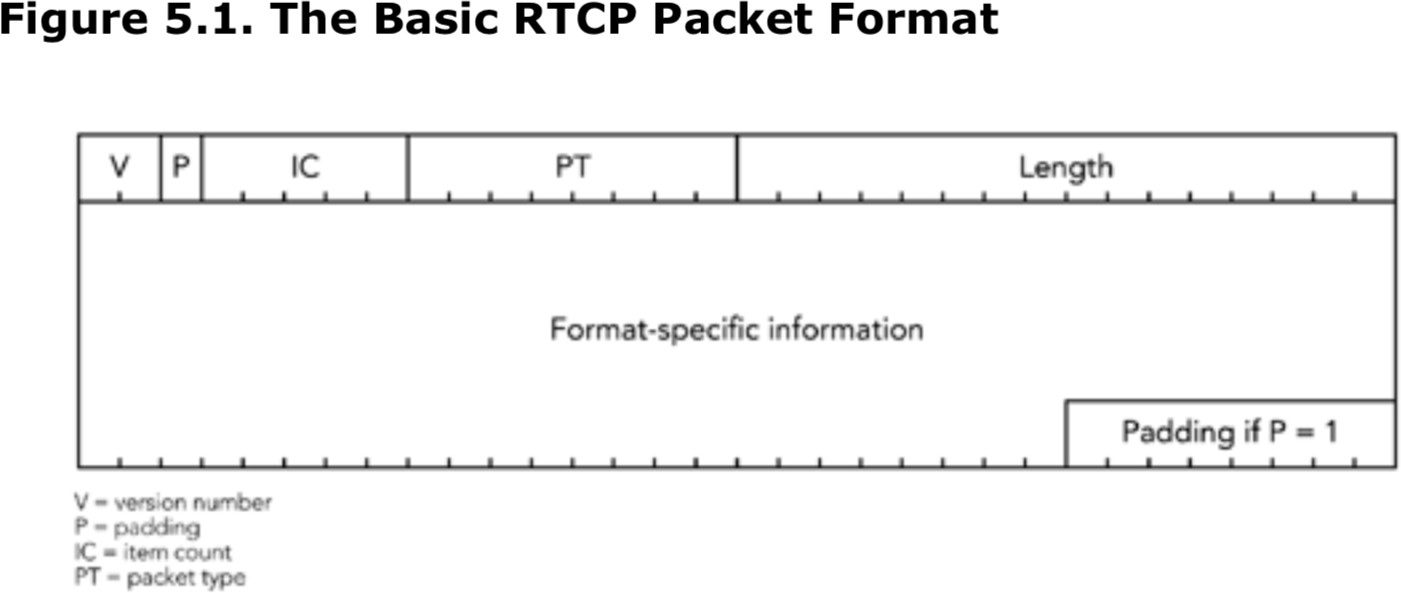 Figure 5.1. The Basic RTCP Packet Format
V P IC PT Length
Format-specific information
Padding if P = 1
V = version number
P = padding
IC = item count
PT = packet type